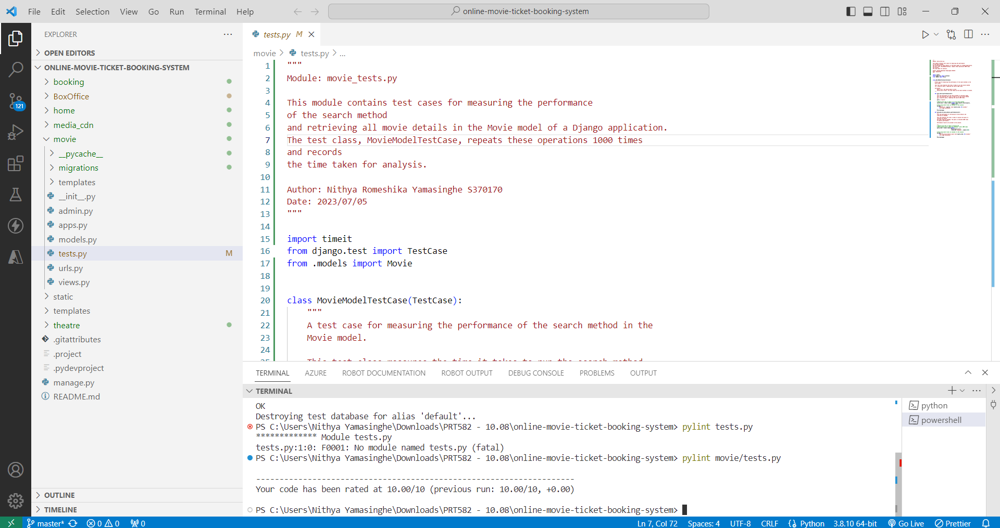 File Edit Selection View Go Run Terminal Help
online-movie-ticket-booking-system
EXPLORER
OPEN EDITORS
ONLINE-MOVIE-TICKET-BOOKING-SYSTEM
booking
BoxOffice
home
media_cdn
movie
__pycache__
migrations
templates
__init__.py
admin.py
apps.py
models.py
tests.py M
urls.py
views.py
static
templates
theatre
.gitattributes
.project
.pydevproject
manage.py
README.md
OUTLINE
TIMELINE
121
tests.py M
movie > tests.py > ...
1 """
2 Module: movie_tests.py
3
4 This module contains test cases for measuring the performance
5 of the search method
6 and retrieving all movie details in the Movie model of a Django application.
7 The test class, MovieModelTestCase, repeats these operations 1000 times
8 and records
9 the time taken for analysis.
10
11 Author: Nithya Romeshika Yamasinghe S370170
12 Date: 2023/07/05
13 """
14
15 import timeit
16 from django.test import TestCase
17 from .models import Movie
18
19
20 class MovieModelTestCase(TestCase):
21 """
22 A test case for measuring the performance of the search method in the
23 Movie model.
24
TERMINAL AZURE ROBOT DOCUMENTATION ROBOT OUTPUT DEBUG CONSOLE PROBLEMS OUTPUT
TERMINAL
OK
Destroying test database for alias 'default'...
PS C:\Users\Nithya Yamasinghe\Downloads\PRT582 - 10.08\online-movie-ticket-booking-system> pylint tests.py
************* Module tests.py
tests.py:1:0: F0001: No module named tests.py (fatal)
PS C:\Users\Nithya Yamasinghe\Downloads\PRT582 - 10.08\online-movie-ticket-booking-system> pylint movie/tests.py
--------------------------------------------------------------------
Your code has been rated at 10.00/10 (previous run: 10.00/10, +0.00)
PS C:\Users\Nithya Yamasinghe\Downloads\PRT582 - 10.08\online-movie-ticket-booking-system>
python
powershell
master* 0 0 0 Ln 7, Col 72 Spaces: 4 UTF-8 CRLF Python 3.8.10 64-bit Go Live Prettier